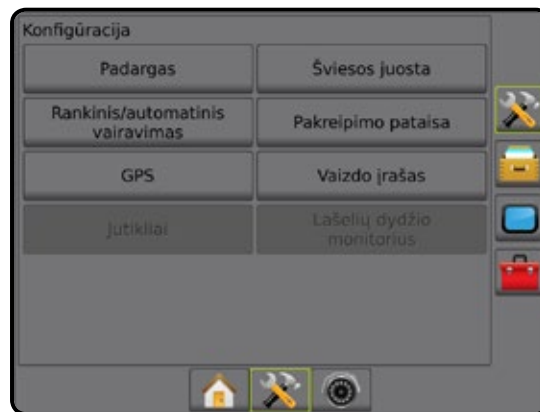 Konfigūracija
Padargas
Šviesos juosta
Rankinis/automatinis
vairavimas
Pakreipimo pataisa
GPS
Vaizdo įrašas
Jutikliai
Lašelių dydžio
monitorius